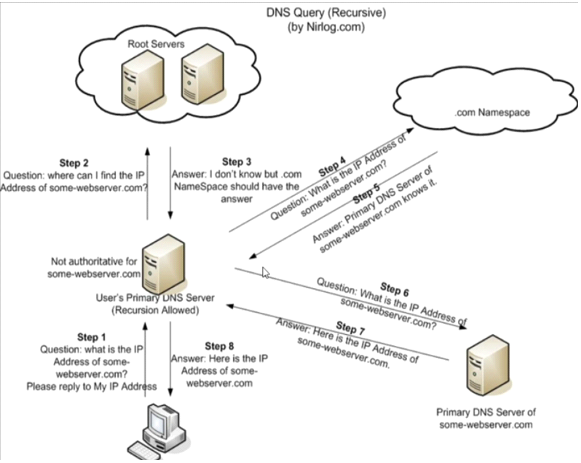 DNS Query (Recursive)
(by Nirlog.com)
Root Servers
.com Namespace
Step 2
Question: where can I find the IP
Address of some-webserver.com?
Step 3
Answer: I don't know but .com
NameSpace should have the
answer
Step 4
Question: What is the IP Address of
some-webserver.com?
Step 5
Answer: Primary DNS Server of
some-webserver.com knows it.
Not authoritative for
some-webserver.com
User's Primary DNS Server
(Recursion Allowed)
Step 6
Question: What is the IP Address of
some-webserver.com?
Step 7
Answer: Here is the IP Address of
some-webserver.com.
Step 1
Question: what is the IP
Address of some-
webserver.com?
Please reply to My IP Address
Step 8
Answer: Here is the IP
Address of some-
webserver.com
Primary DNS Server of
some-webserver.com